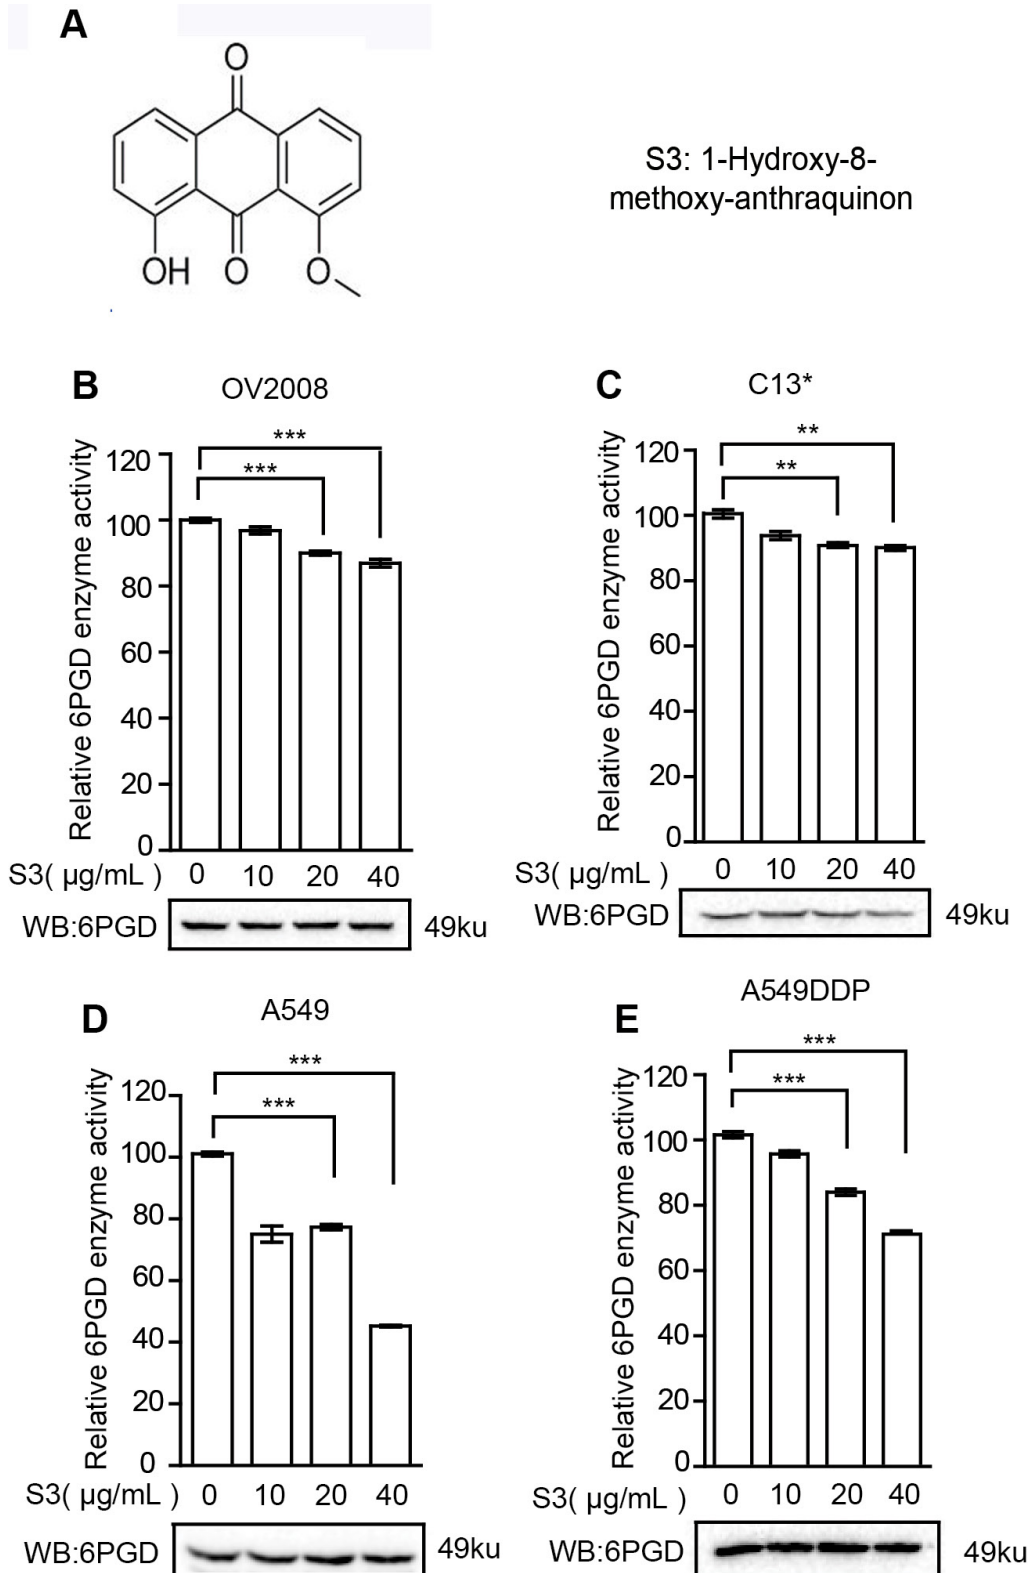 A
O
OH
O
O
S3: 1-Hydroxy-8-
methoxy-anthraquinon
B
OV2008
Relative 6PGD enzyme activity
120
100
80
60
40
20
0
***
***
S3( µg/mL ) 0 10 20 40
WB:6PGD 49ku
C
C13*
Relative 6PGD enzyme activity
120
100
80
60
40
20
0
**
**
S3( µg/mL ) 0 10 20 40
WB:6PGD 49ku
D
A549
Relative 6PGD enzyme activity
120
100
80
60
40
20
0
***
***
S3( µg/mL ) 0 10 20 40
WB:6PGD 49ku
E
A549DDP
Relative 6PGD enzyme activity
120
100
80
60
40
20
0
***
***
S3( µg/mL ) 0 10 20 40
WB:6PGD 49ku